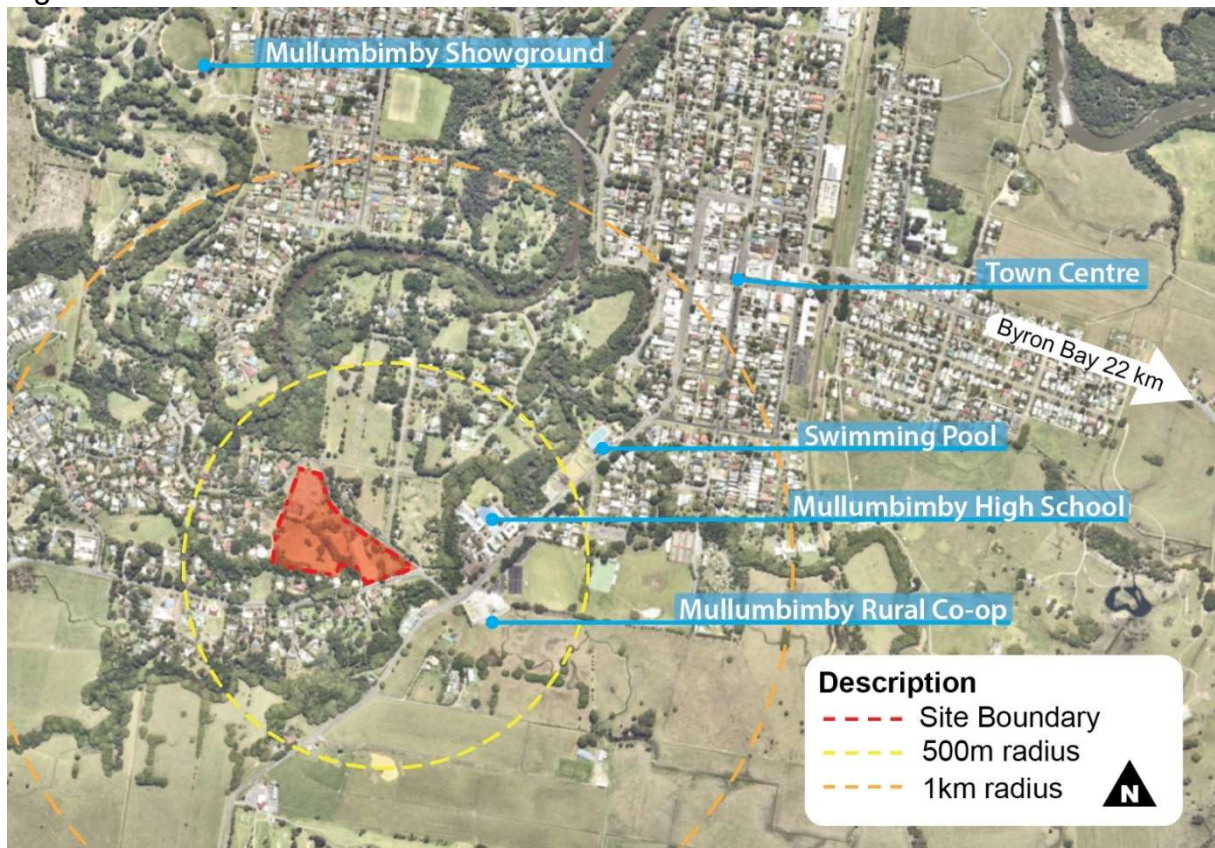 Mullumbimby Showground
Town Centre
Byron Bay 22 km
Swimming Pool
Mullumbimby High School
Mullumbimby Rural Co-op
Description
Site Boundary
500m radius
1km radius
N